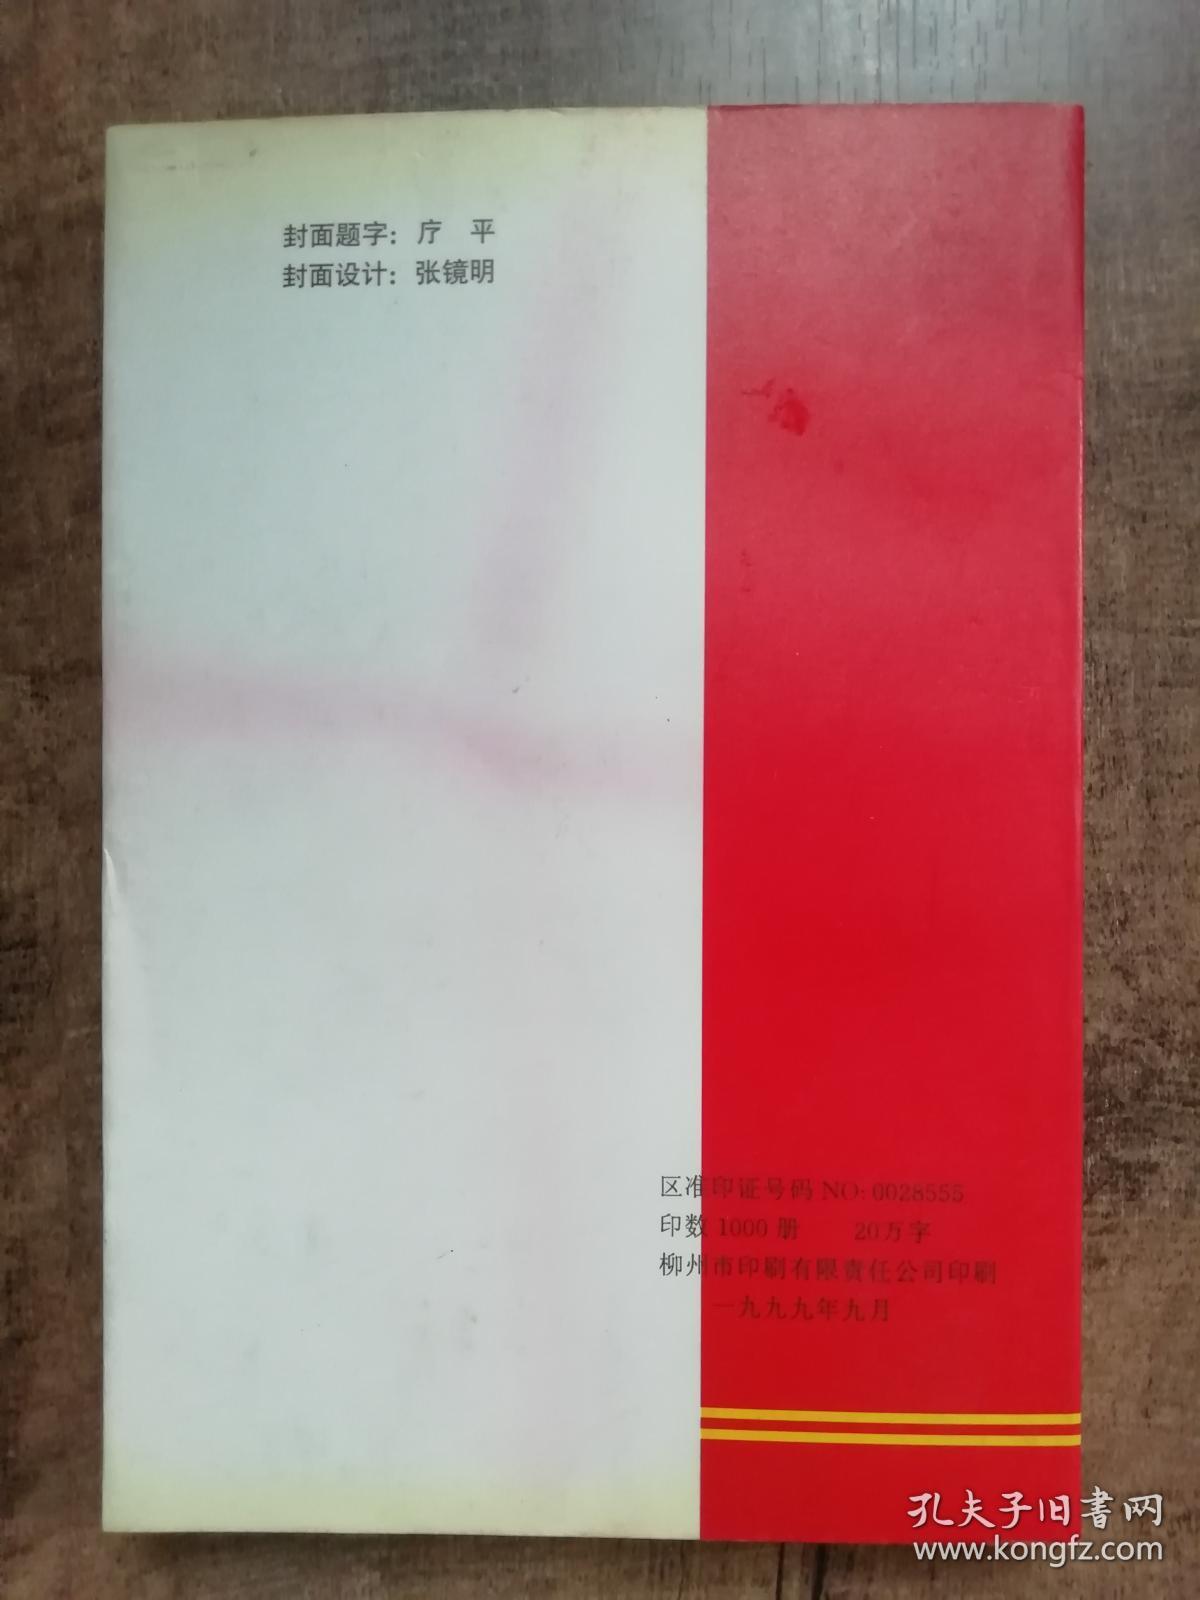 封面题字：疗　平
封面设计：张镜明
区准印证号码 NO: 0028555
印数 1000 册　20万字
柳州市印刷有限责任公司印刷
一九九九年九月
孔夫子旧书网
www.kongfz.com